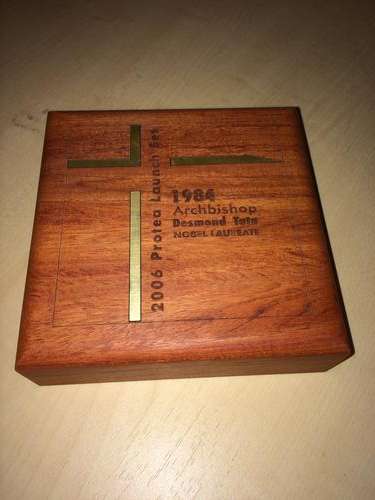 2006 Protea Launch Set
1984
Archbishop
Desmond Tutu
NOBEL LAUREATE